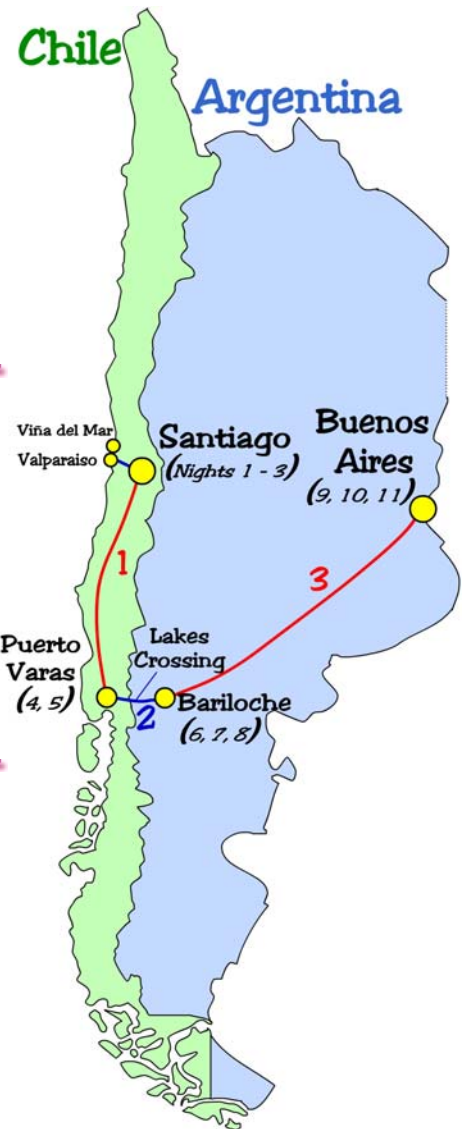 Chile
Argentina
Viña del Mar
Valparaiso
Santiago
(Nights 1 - 3)
Buenos
Aires
(9, 10, 11)
1
3
Puerto
Varas
(4, 5)
Lakes
Crossing
2
Bariloche
(6, 7, 8)